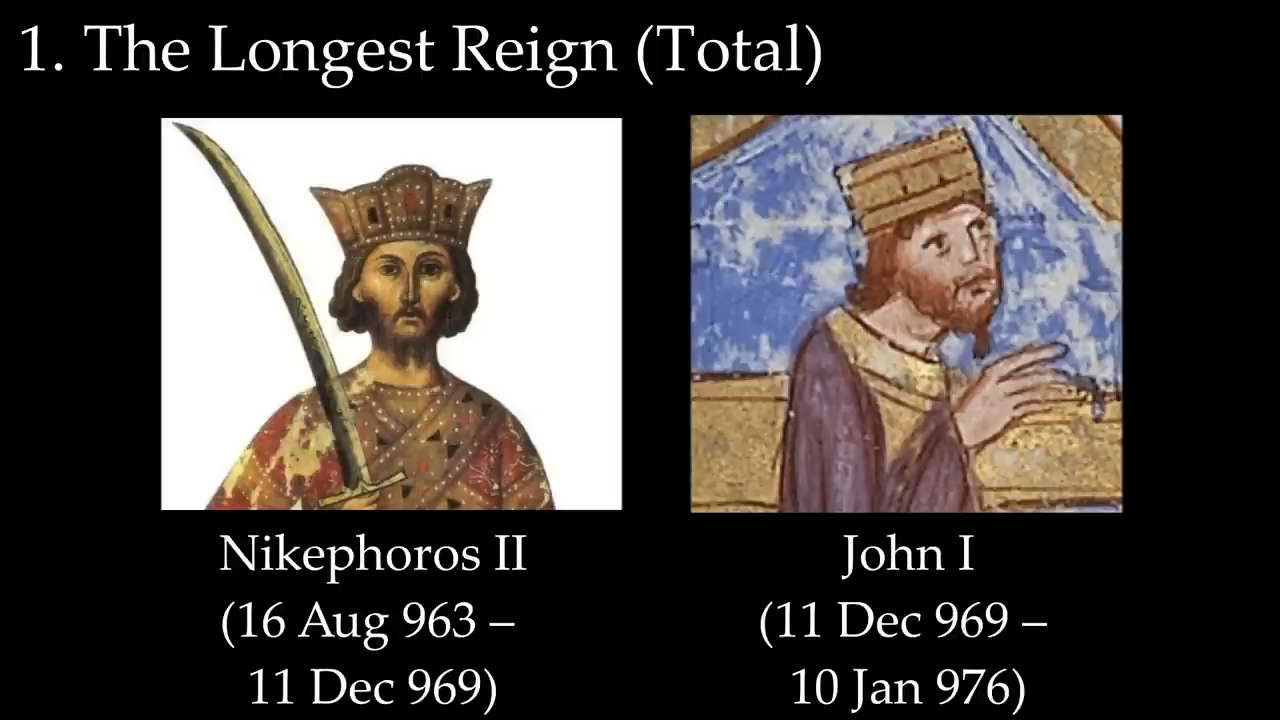 1. The Longest Reign (Total)
Nikephoros II
(16 Aug 963 –
11 Dec 969)
John I
(11 Dec 969 –
10 Jan 976)